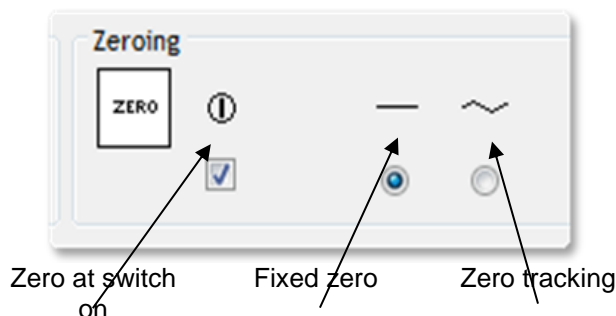 Zeroing
ZERO
Zero at switch
on
Fixed zero
Zero tracking